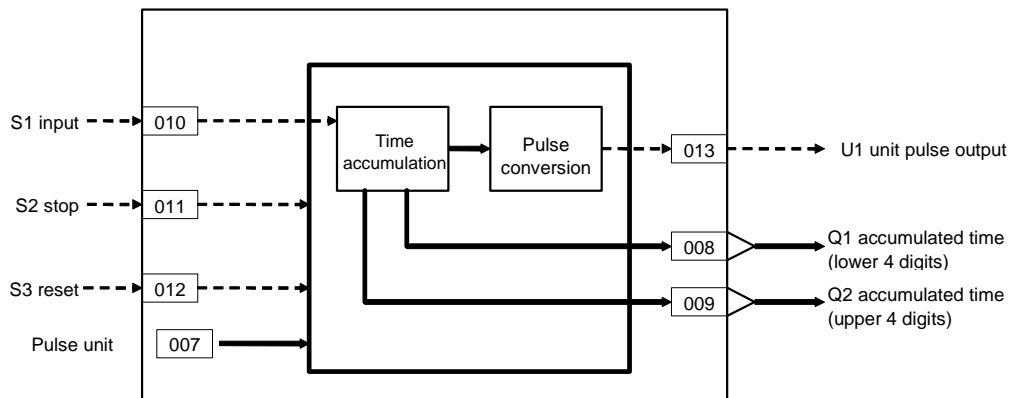 S1 input
010
Time
accumulation
Pulse
conversion
013
U1 unit pulse output
S2 stop
011
008
Q1 accumulated time
(lower 4 digits)
S3 reset
012
009
Q2 accumulated time
(upper 4 digits)
Pulse unit
007